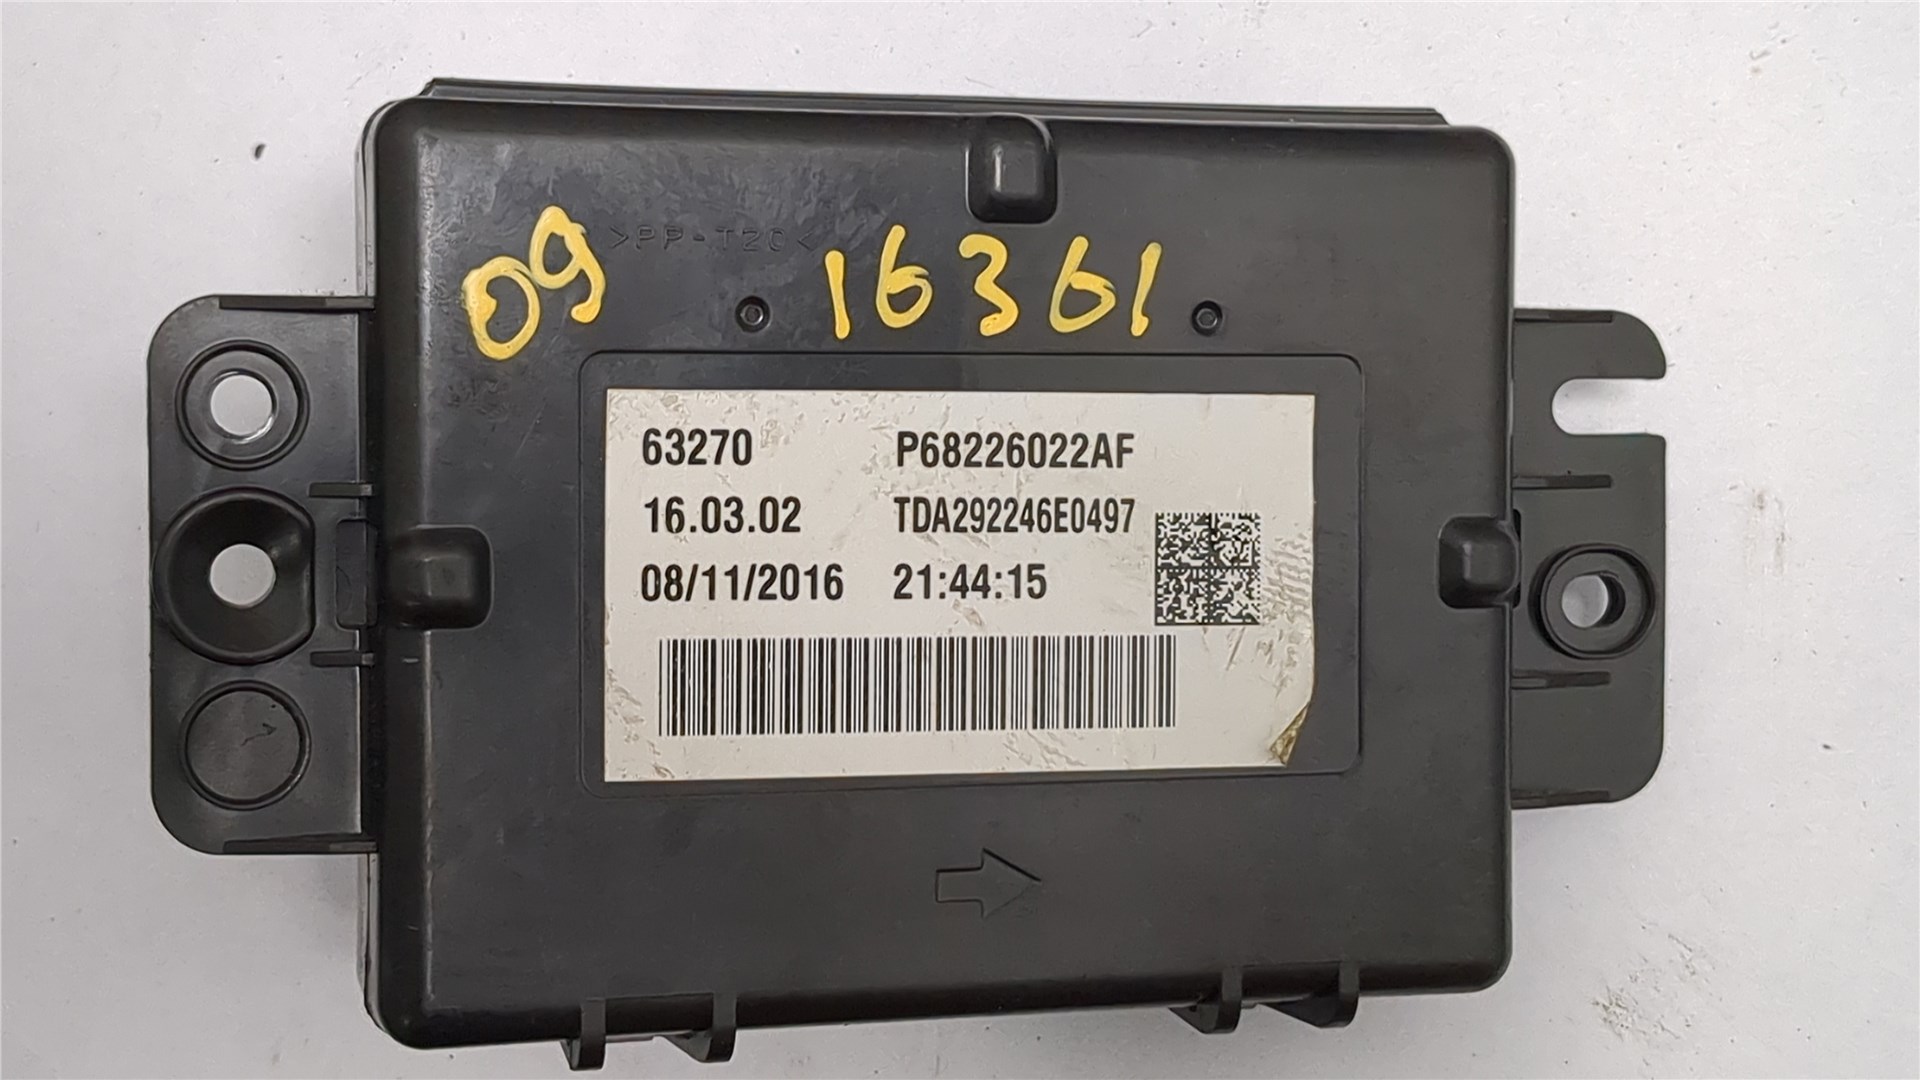 >PP-T20<
09 16361
63270 P68226022AF
16.03.02 TDA292246E0497
08/11/2016 21:44:15